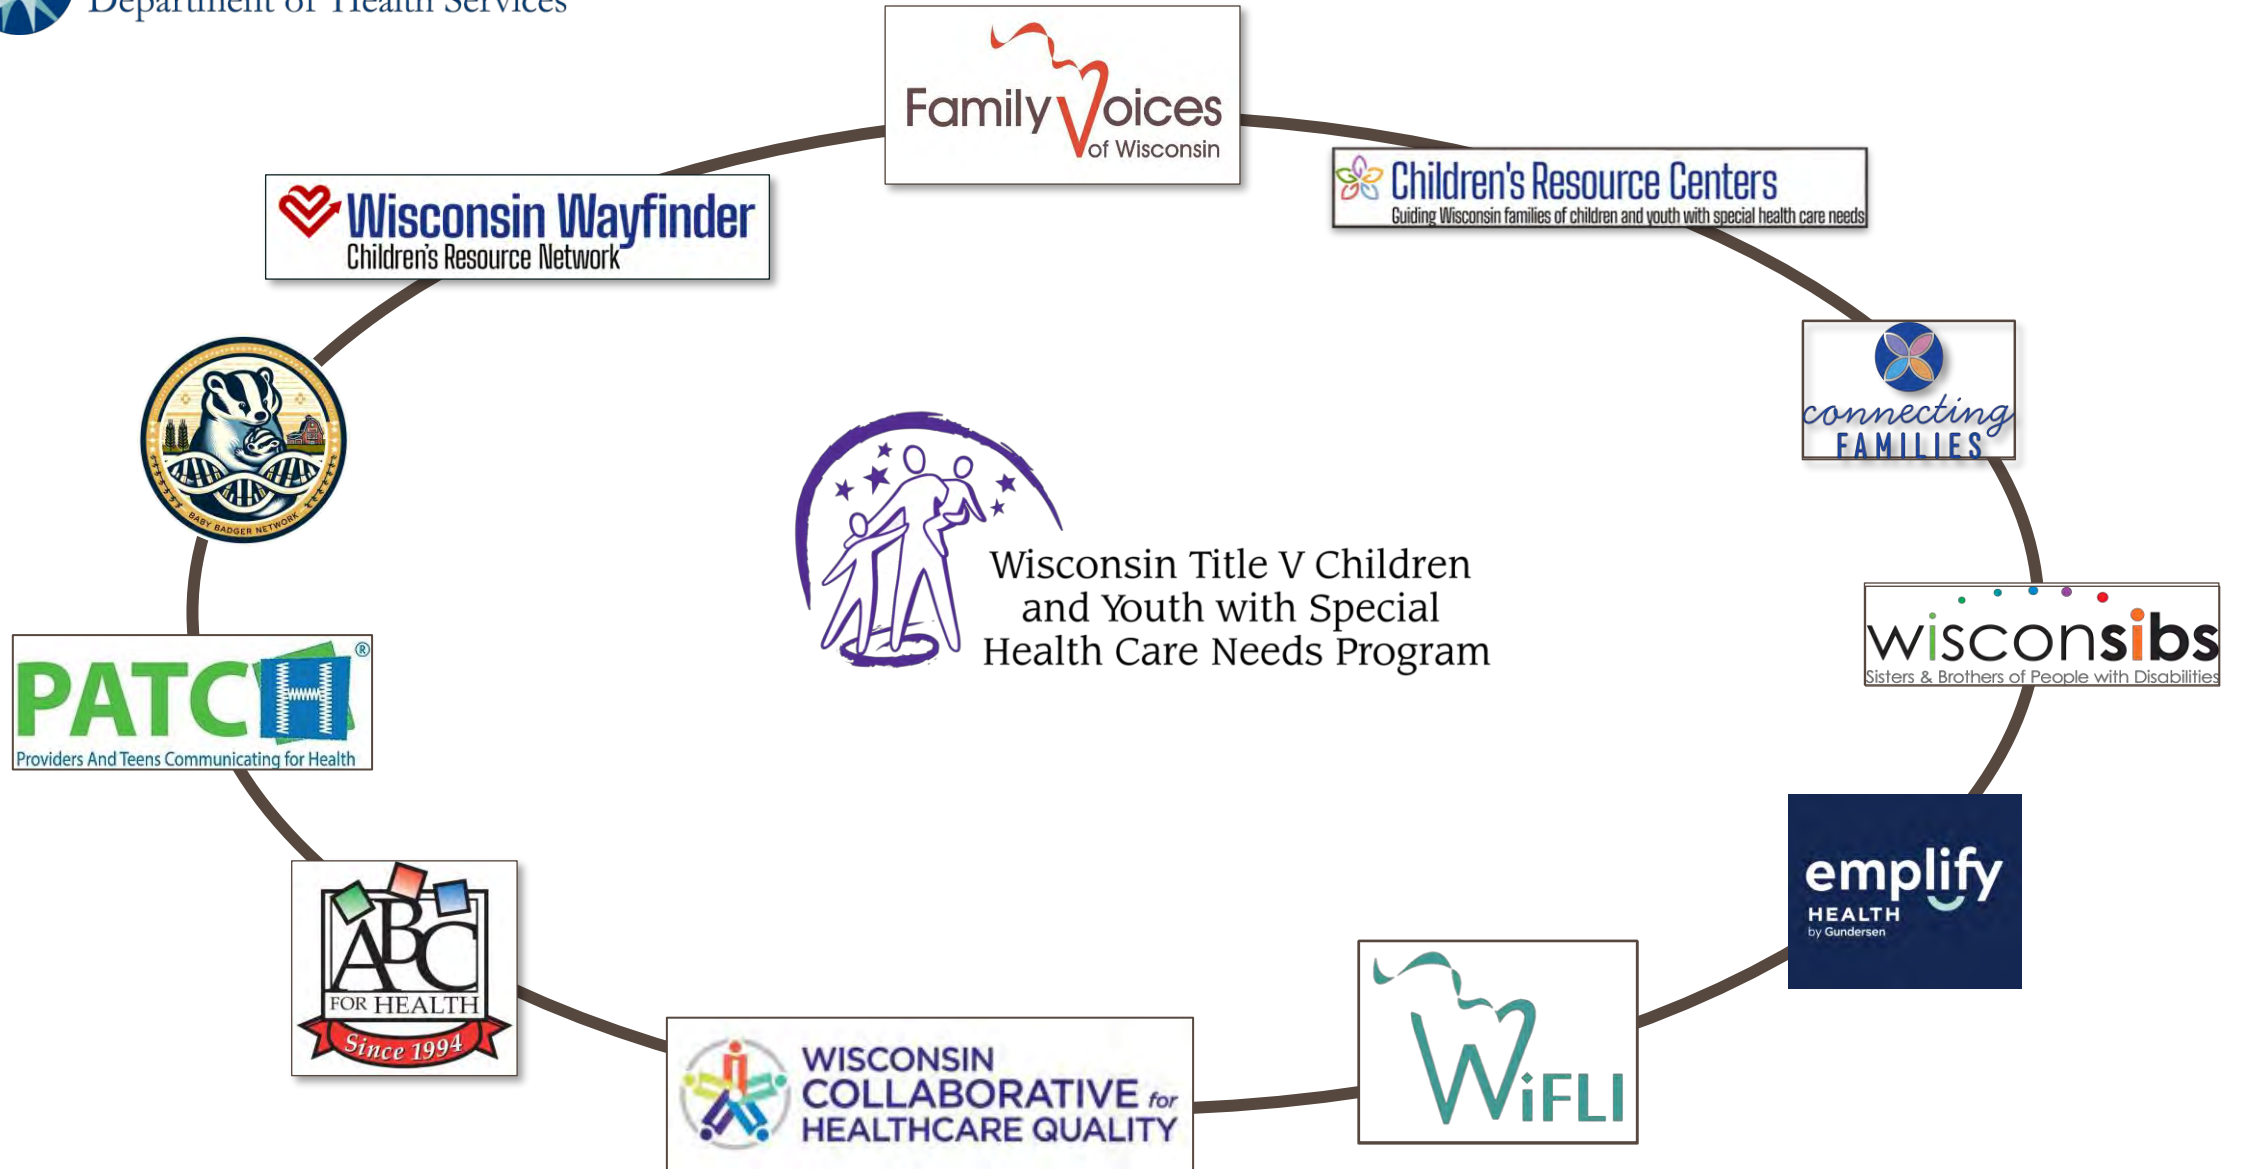 Department of Health Services
Family Voices
of Wisconsin
Wisconsin Wayfinder
Children's Resource Network
Children's Resource Centers
Guiding Wisconsin families of children and youth with special health care needs
connecting
FAMILIES
BABY BADGER NETWORK
Wisconsin Title V Children
and Youth with Special
Health Care Needs Program
wisconsibs
Sisters & Brothers of People with Disabilities
PATCH®
Providers And Teens Communicating for Health
emplify
HEALTH
by Gundersen
ABC
FOR HEALTH
Since 1994
WiFLI
WISCONSIN
COLLABORATIVE for
HEALTHCARE QUALITY